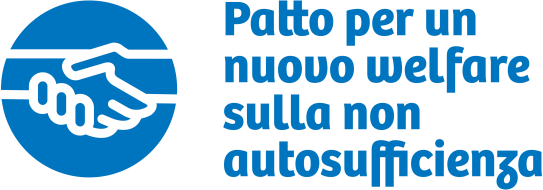 Patto per un
nuovo welfare
sulla non
autosufficienza